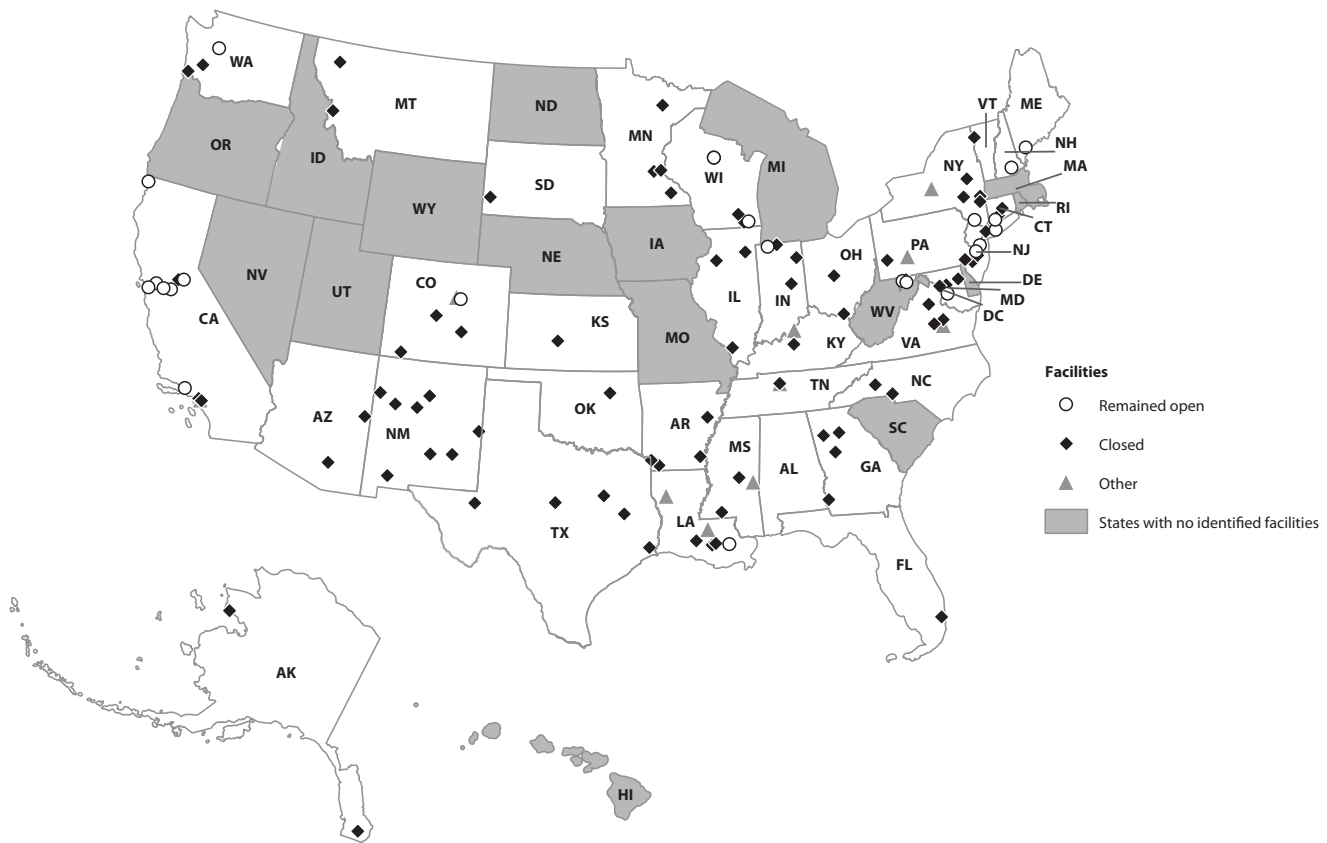 WA
MT
ND
MN
OR
ID
SD
WI
MI
WY
NE
IA
NV
UT
CO
CA
KS
MO
IL
IN
OH
PA
NY
VT
ME
NH
MA
RI
CT
NJ
DE
MD
DC
WV
VA
KY
AZ
NM
OK
AR
TN
NC
SC
MS
AL
GA
TX
LA
FL
AK
HI
Facilities
Remained open
Closed
Other
States with no identified facilities